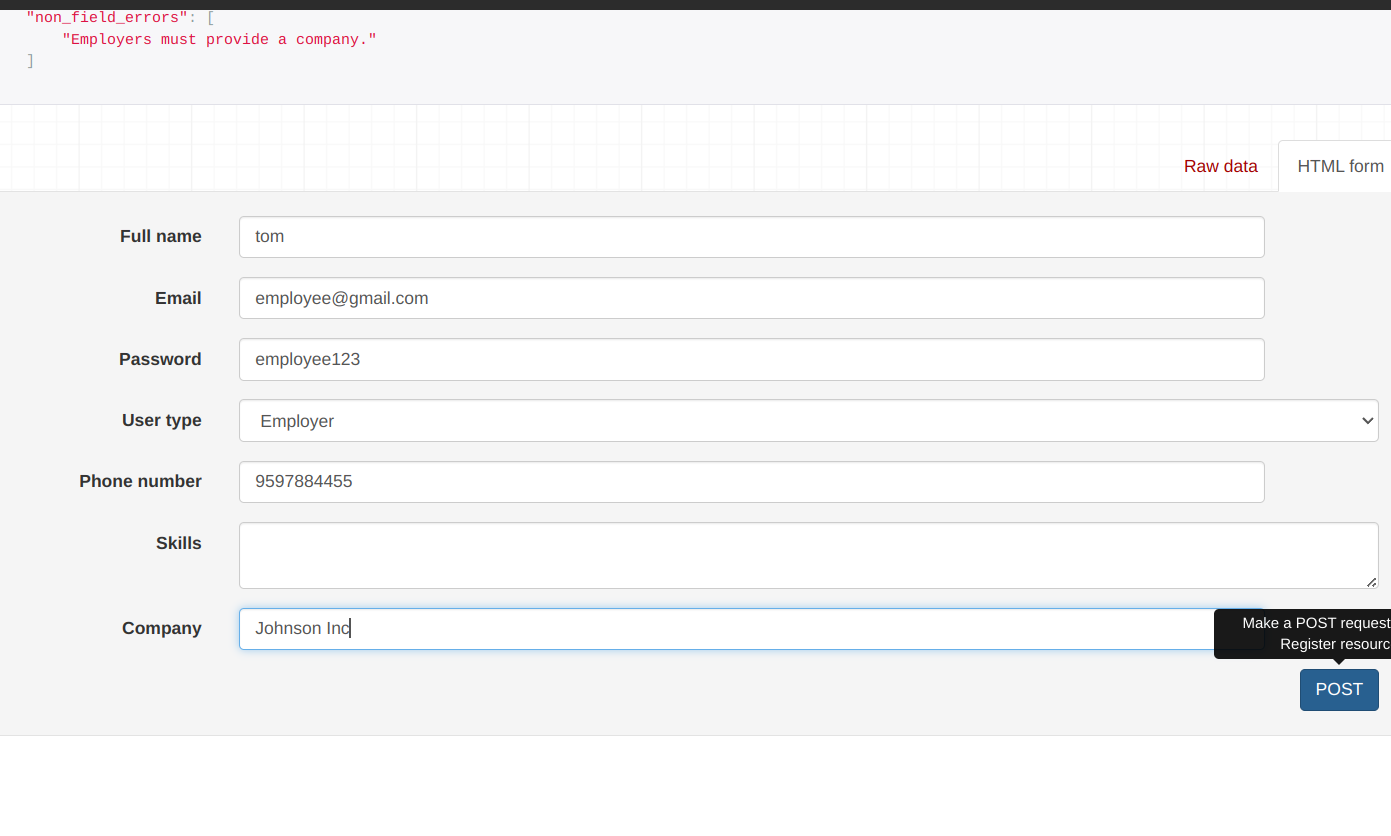 "non_field_errors": [
"Employers must provide a company."
]
Raw data
HTML form
Full name
tom
Email
employee@gmail.com
Password
employee123
User type
Employer
Phone number
9597884455
Skills
Company
Johnson Inc
Make a POST request
Register resourc
POST